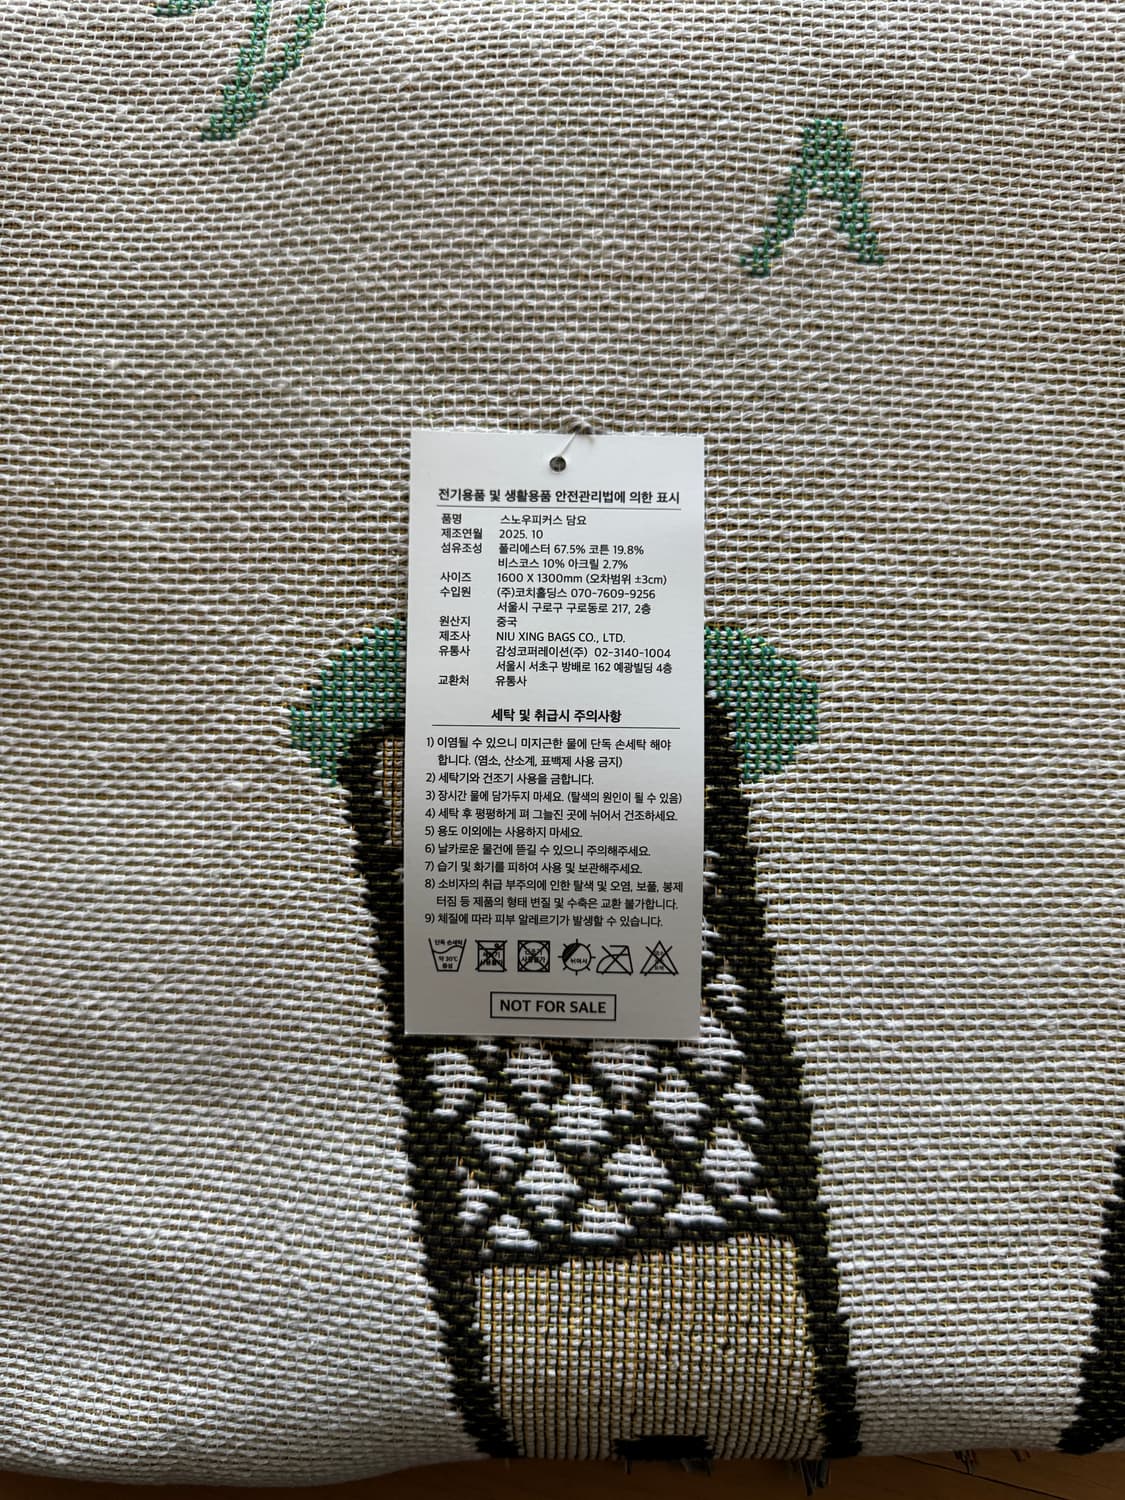 전기용품 및 생활용품 안전관리법에 의한 표시
품명 스노우피커스 담요
제조연월 2025. 10
섬유조성 폴리에스터 67.5% 코튼 19.8%
비스코스 10% 아크릴 2.7%
사이즈 1600 X 1300mm (오차범위 ±3cm)
수입원 (주)코치홀딩스 070-7609-9256
서울시 구로구 구로동로 217, 2층
원산지 중국
제조사 NIU XING BAGS CO., LTD.
유통사 감성코퍼레이션(주) 02-3140-1004
서울시 서초구 방배로 162 예광빌딩 4층
교환처 유통사
세탁 및 취급시 주의사항
1) 이염될 수 있으니 미지근한 물에 단독 손세탁 해야
합니다. (염소, 산소계, 표백제 사용 금지)
2) 세탁기와 건조기 사용을 금합니다.
3) 장시간 물에 담가두지 마세요. (탈색의 원인이 될 수 있음)
4) 세탁 후 평평하게 펴 그늘진 곳에 뉘어서 건조하세요.
5) 용도 이외에는 사용하지 마세요.
6) 날카로운 물건에 뜯길 수 있으니 주의해주세요.
7) 습기 및 화기를 피하여 사용 및 보관해주세요.
8) 소비자의 취급 부주의에 인한 탈색 및 오염, 보풀, 봉제
터짐 등 제품의 형태 변질 및 수축은 교환 불가합니다.
9) 체질에 따라 피부 알레르기가 발생할 수 있습니다.
단독 손세탁
약 30℃
중성
뉘어서
NOT FOR SALE